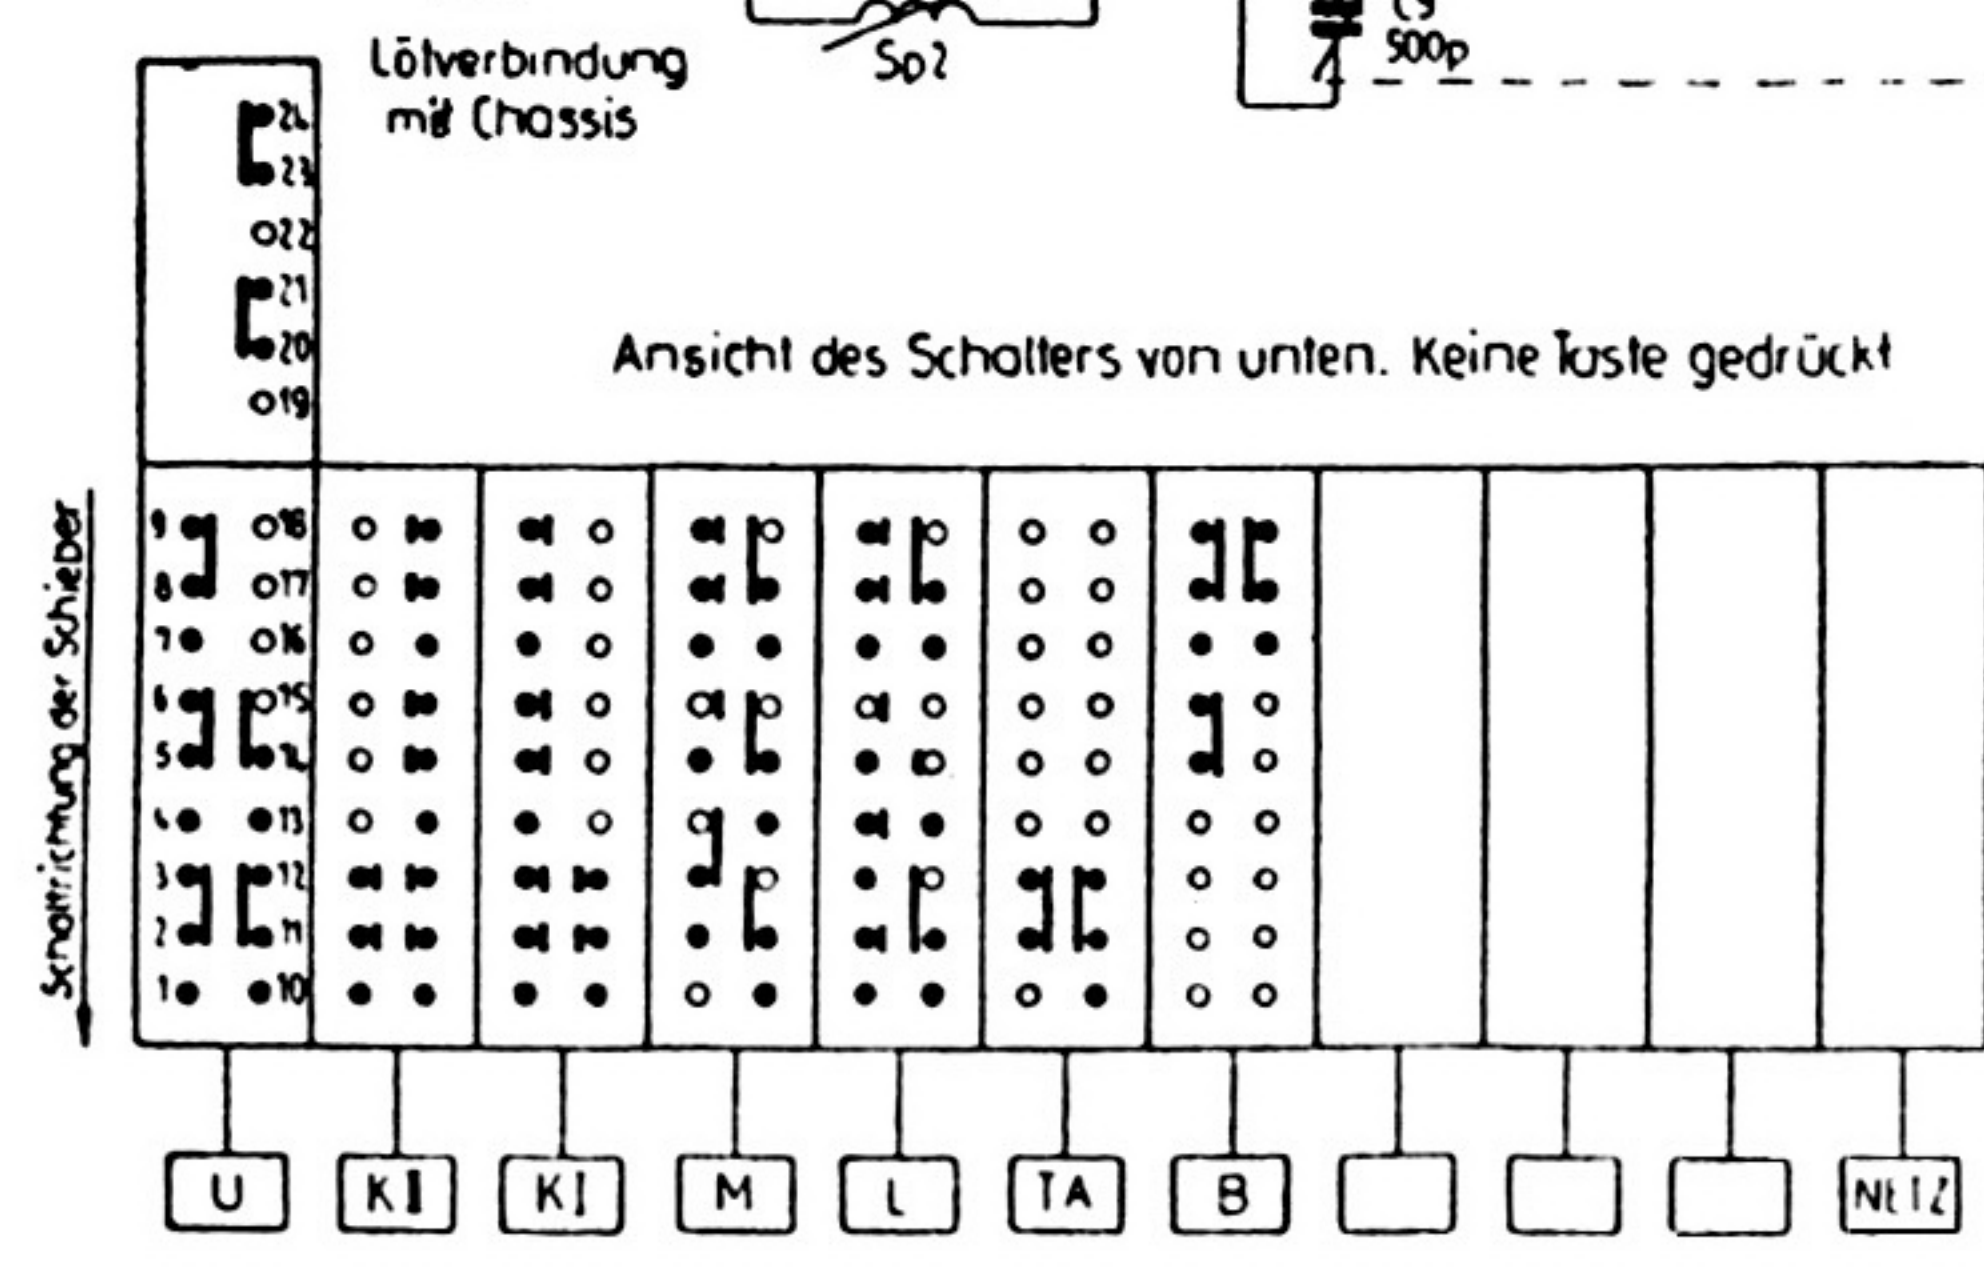 Lötverbindung
mit Chassis
Sp2
C9
500p
24
23
22
21
20
19
Ansicht des Schalters von unten. Keine Taste gedrückt
Schaltrichtung der Schieber
9 18
8 17
7 16
6 15
5 14
4 13
3 12
2 11
1 10
U KII KI M L TA B NETZ